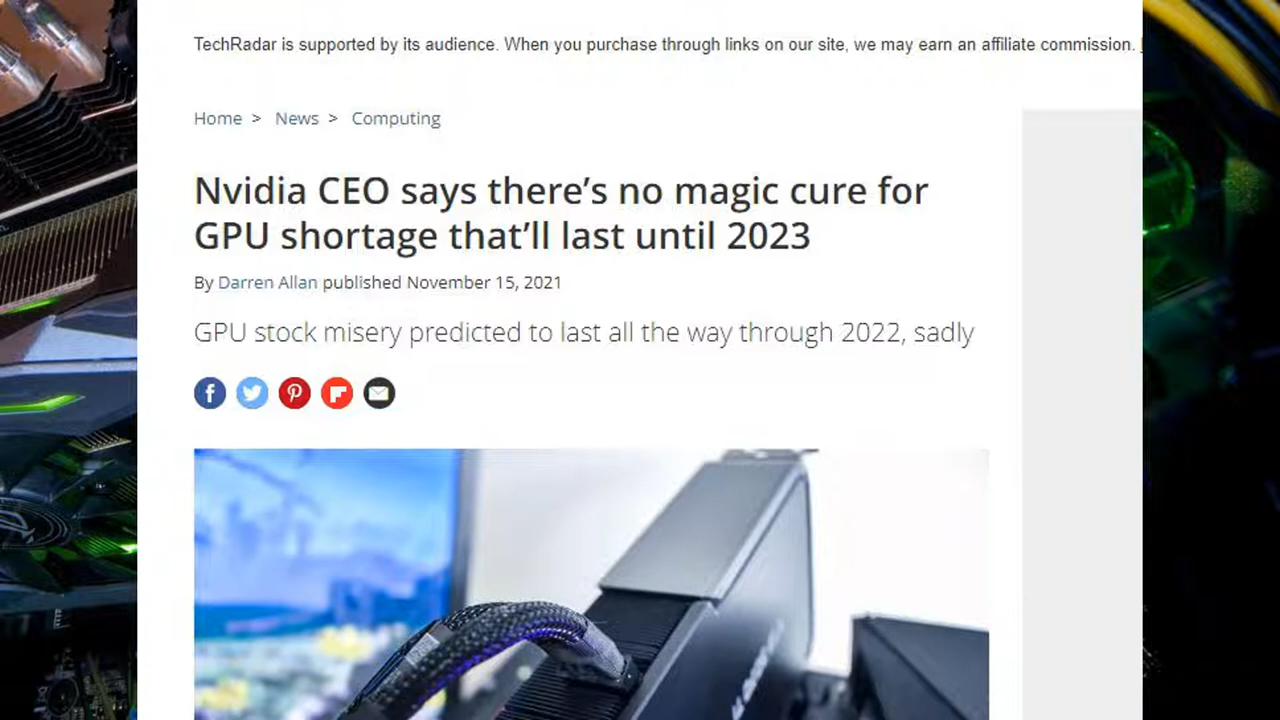 TechRadar is supported by its audience. When you purchase through links on our site, we may earn an affiliate commission.
Home > News > Computing
Nvidia CEO says there’s no magic cure for
GPU shortage that’ll last until 2023
By Darren Allan published November 15, 2021
GPU stock misery predicted to last all the way through 2022, sadly